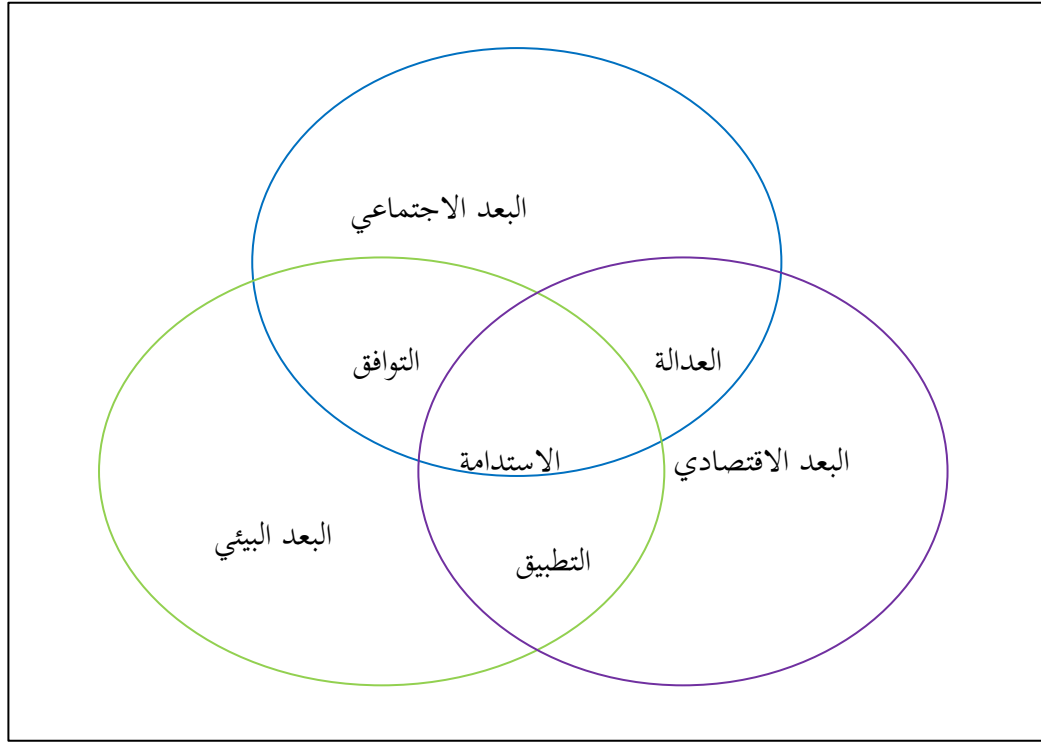 البعد الاجتماعي
العدالة
التوافق
البعد الاقتصادي
الاستدامة
البعد البيئي
التطبيق